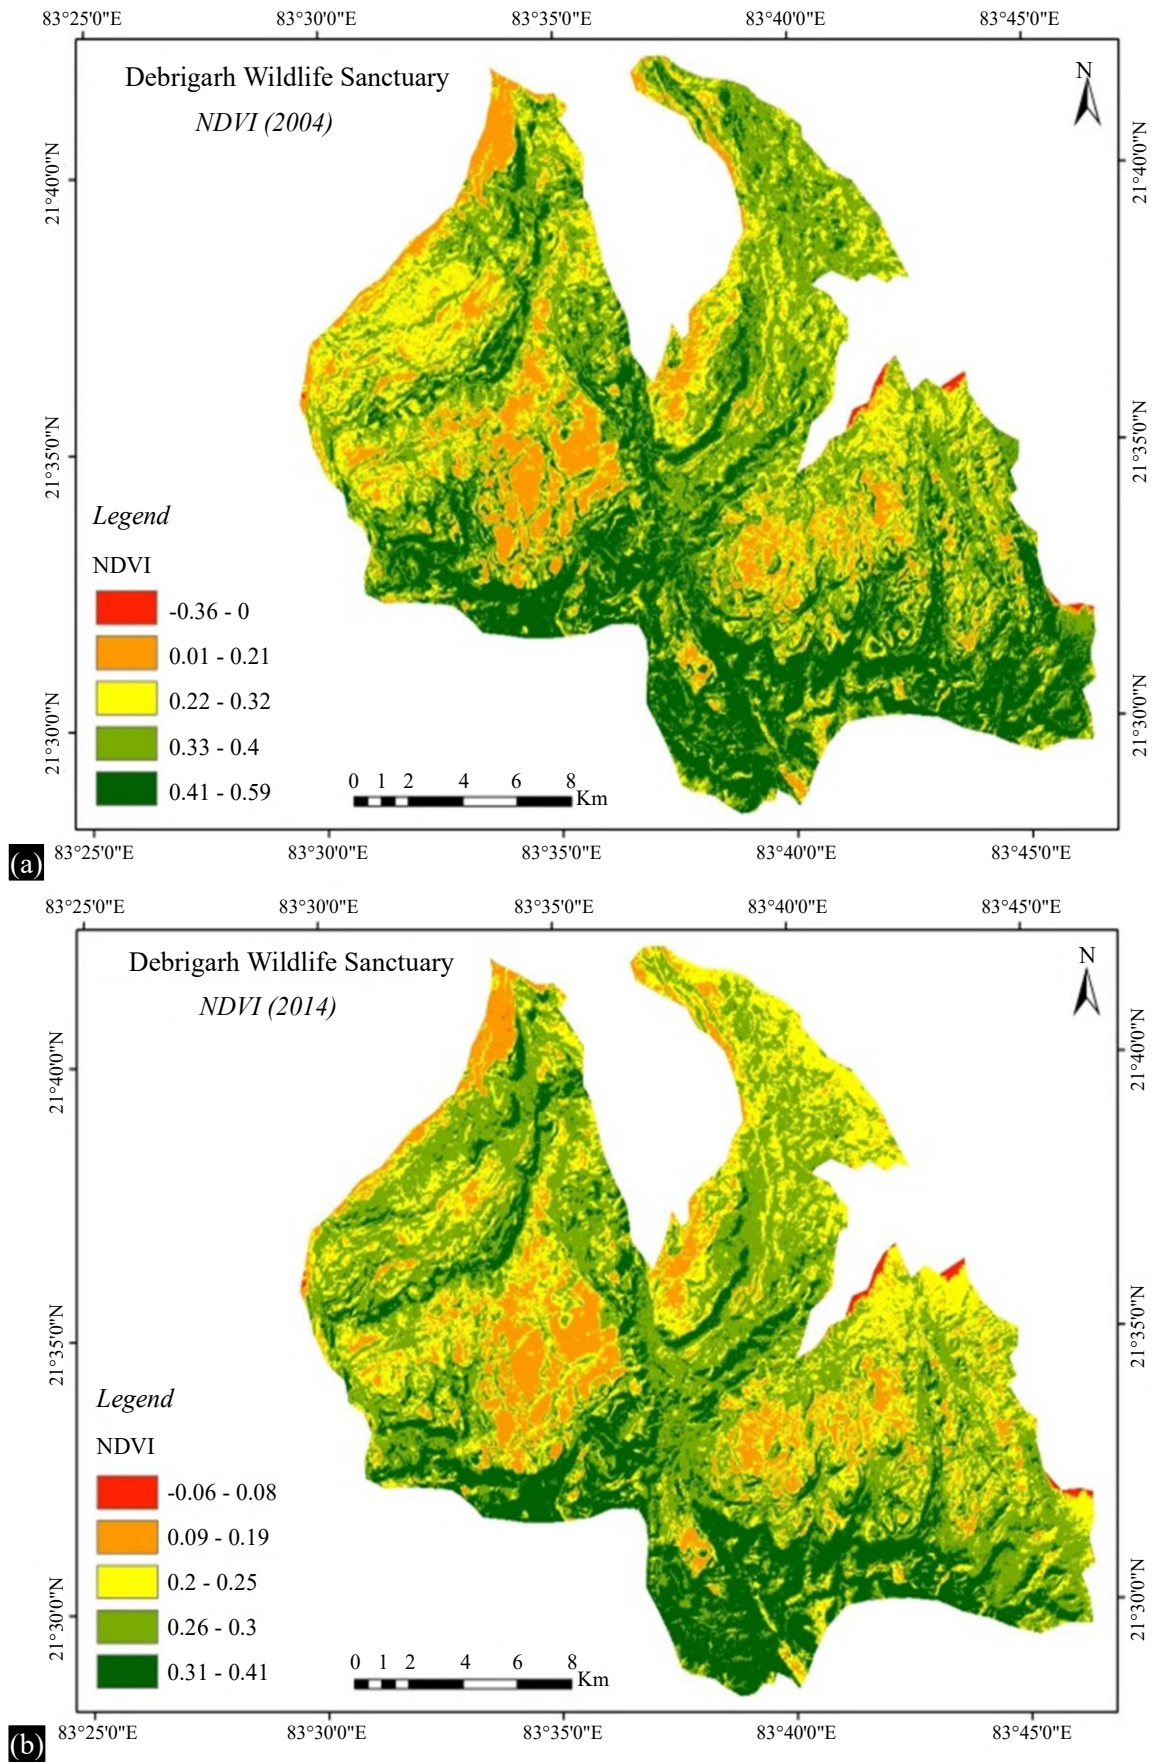 83°25'0"E 83°30'0"E 83°35'0"E 83°40'0"E 83°45'0"E
Debrigarh Wildlife Sanctuary
NDVI (2004)
N
21°40'0"N
21°40'0"N
21°35'0"N
21°35'0"N
21°30'0"N
21°30'0"N
Legend
NDVI
-0.36 - 0
0.01 - 0.21
0.22 - 0.32
0.33 - 0.4
0.41 - 0.59
0 1 2 4 6 8
Km
(a)
83°25'0"E 83°30'0"E 83°35'0"E 83°40'0"E 83°45'0"E
83°25'0"E 83°30'0"E 83°35'0"E 83°40'0"E 83°45'0"E
Debrigarh Wildlife Sanctuary
NDVI (2014)
N
21°40'0"N
21°40'0"N
21°35'0"N
21°35'0"N
21°30'0"N
21°30'0"N
Legend
NDVI
-0.06 - 0.08
0.09 - 0.19
0.2 - 0.25
0.26 - 0.3
0.31 - 0.41
0 1 2 4 6 8
Km
(b)
83°25'0"E 83°30'0"E 83°35'0"E 83°40'0"E 83°45'0"E